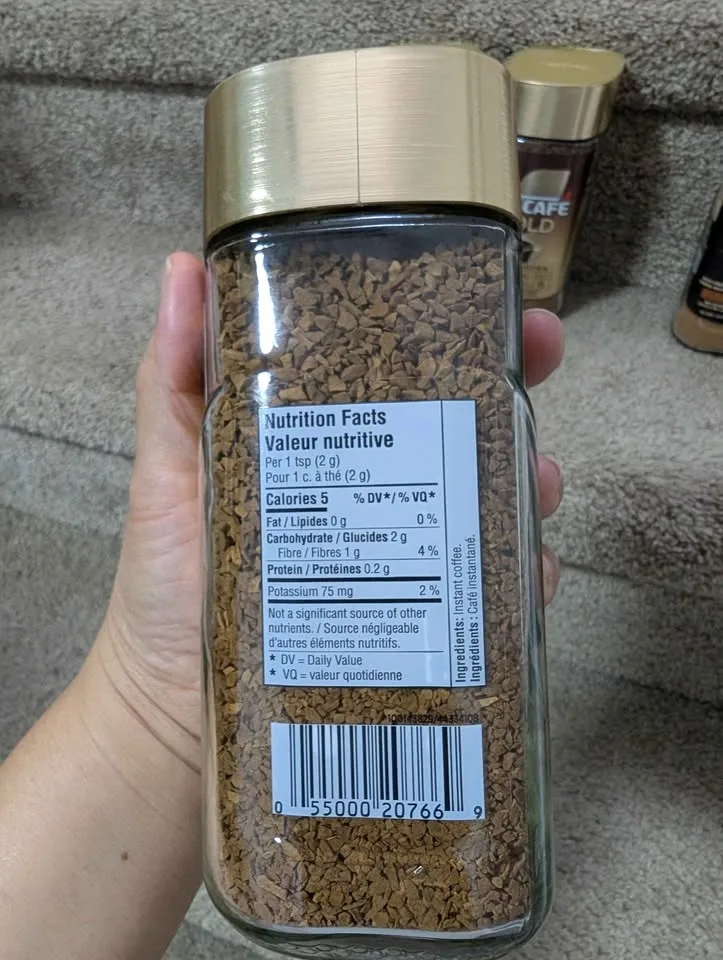 Nutrition Facts
Valeur nutritive
Per 1 tsp (2 g)
Pour 1 c. à thé (2 g)
Calories 5 % DV*/% VQ*
Fat / Lipides 0 g 0 %
Carbohydrate / Glucides 2 g
Fibre / Fibres 1 g 4 %
Protein / Protéines 0.2 g
Potassium 75 mg 2 %
Not a significant source of other
nutrients. / Source négligeable
d'autres éléments nutritifs.
* DV = Daily Value
* VQ = valeur quotidienne
Ingredients: Instant coffee.
Ingrédients : Café instantané.
0 55000 20766 9
CAFE
OLD